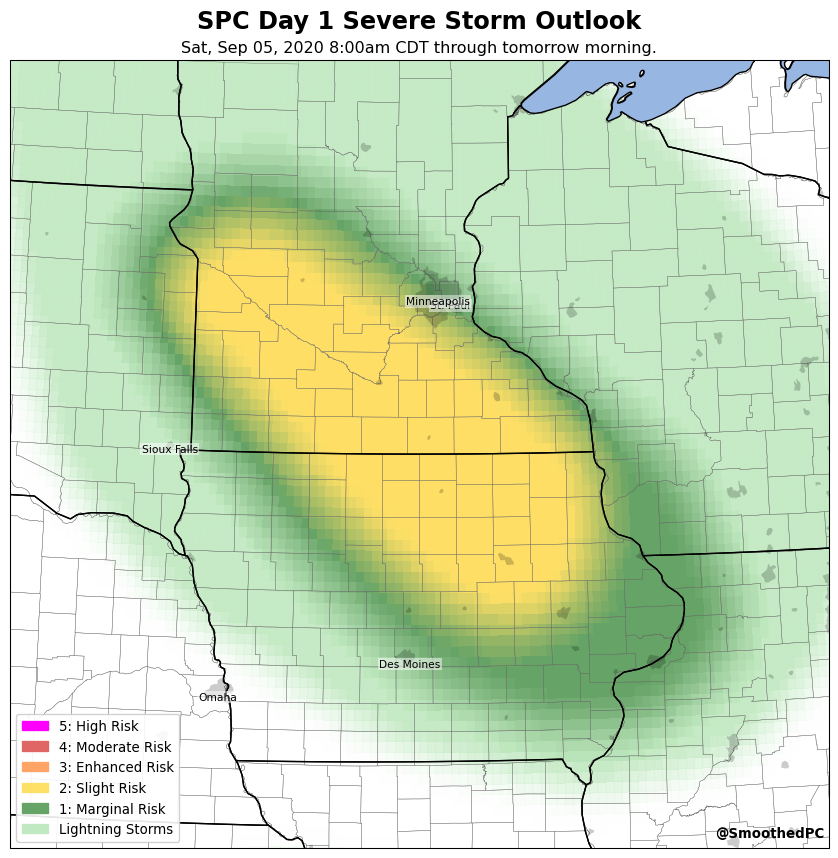 SPC Day 1 Severe Storm Outlook
Sat, Sep 05, 2020 8:00am CDT through tomorrow morning.
Minneapolis
St. Paul
Sioux Falls
Des Moines
Omaha
5: High Risk
4: Moderate Risk
3: Enhanced Risk
2: Slight Risk
1: Marginal Risk
Lightning Storms
@SmoothedPC